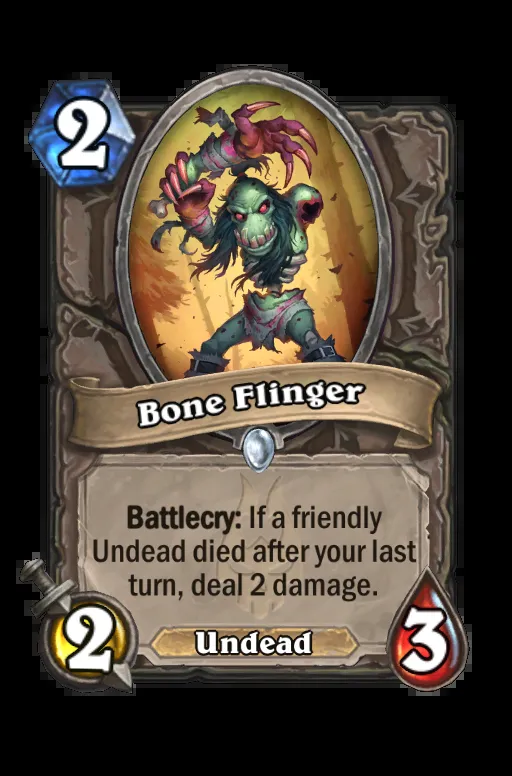 2
Bone Flinger
Battlecry: If a friendly
Undead died after your last
turn, deal 2 damage.
2
Undead
3